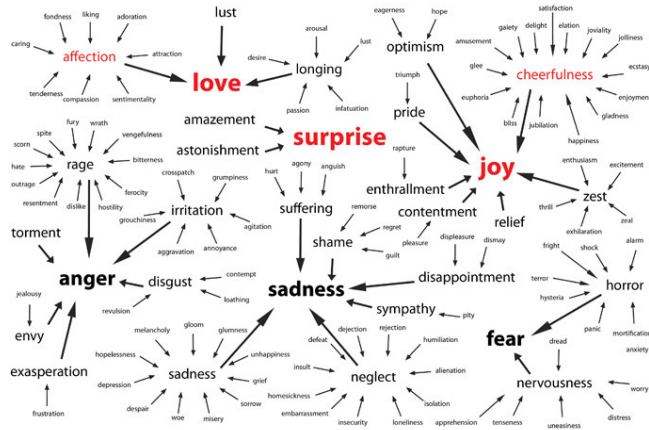 fondness
liking
adoration
caring
affection
attraction
tenderness
compassion
sentimentality
lust
love
arousal
desire
lust
longing
passion
infatuation
eagerness
hope
optimism
triumph
pride
satisfaction
elation
delight
gaiety
joviality
jolliness
amusement
glee
cheerfulness
ecstasy
euphoria
enjoyment
bliss
jubilation
gladness
happiness
amazement
astonishment
surprise
joy
rapture
enthrallment
contentment
pleasure
relief
enthusiasm
excitement
zest
thrill
zeal
exhilaration
fury
wrath
spite
vengefulness
scorn
rage
bitterness
hate
outrage
ferocity
resentment
dislike
hostility
crosspatch
grumpiness
irritation
grouchiness
agitation
aggravation
annoyance
torment
anger
disgust
contempt
revulsion
loathing
jealousy
envy
exasperation
frustration
hurt
agony
anguish
suffering
remorse
shame
regret
guilt
displeasure
dismay
disappointment
sadness
sympathy
pity
melancholy
gloom
glumness
hopelessness
unhappiness
sadness
depression
grief
despair
woe
misery
sorrow
defeat
dejection
rejection
humiliation
insult
neglect
alienation
homesickness
isolation
embarrassment
insecurity
loneliness
fright
shock
alarm
terror
horror
hysteria
panic
mortification
fear
anxiety
dread
nervousness
worry
apprehension
tenseness
uneasiness
distress